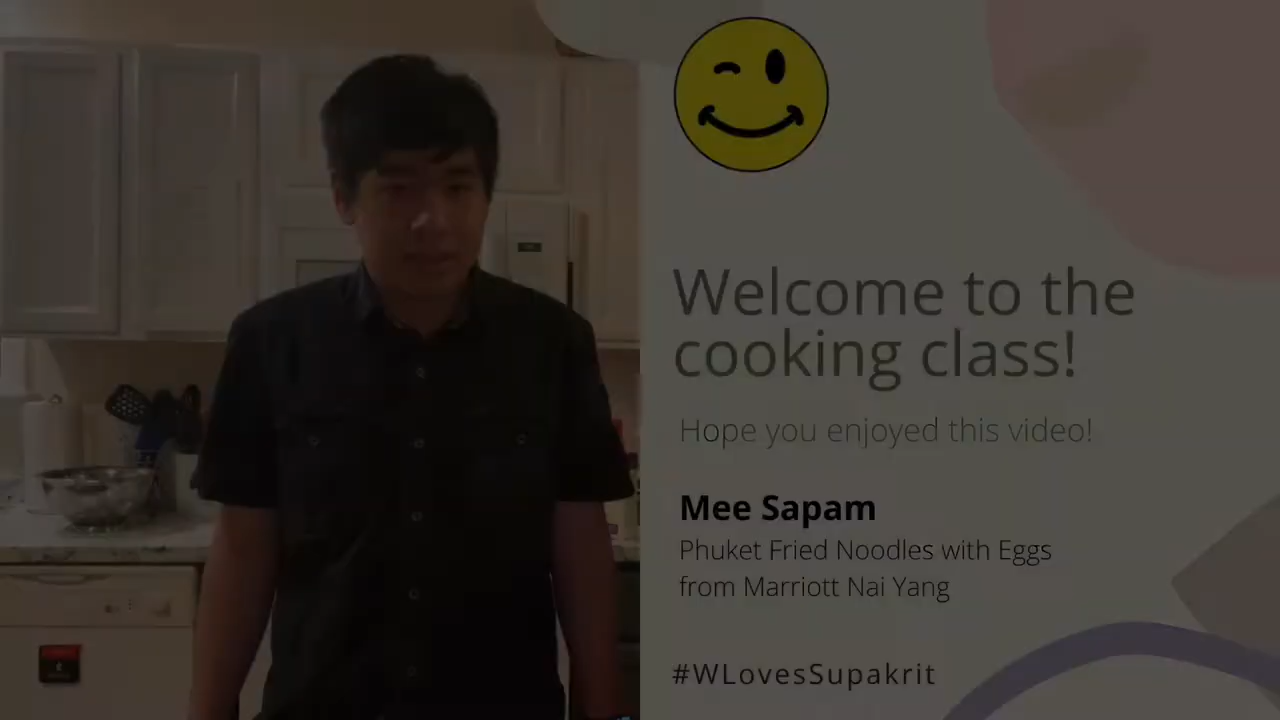 Welcome to the
cooking class!
Hope you enjoyed this video!
Mee Sapam
Phuket Fried Noodles with Eggs
from Marriott Nai Yang
#WLovesSupakrit